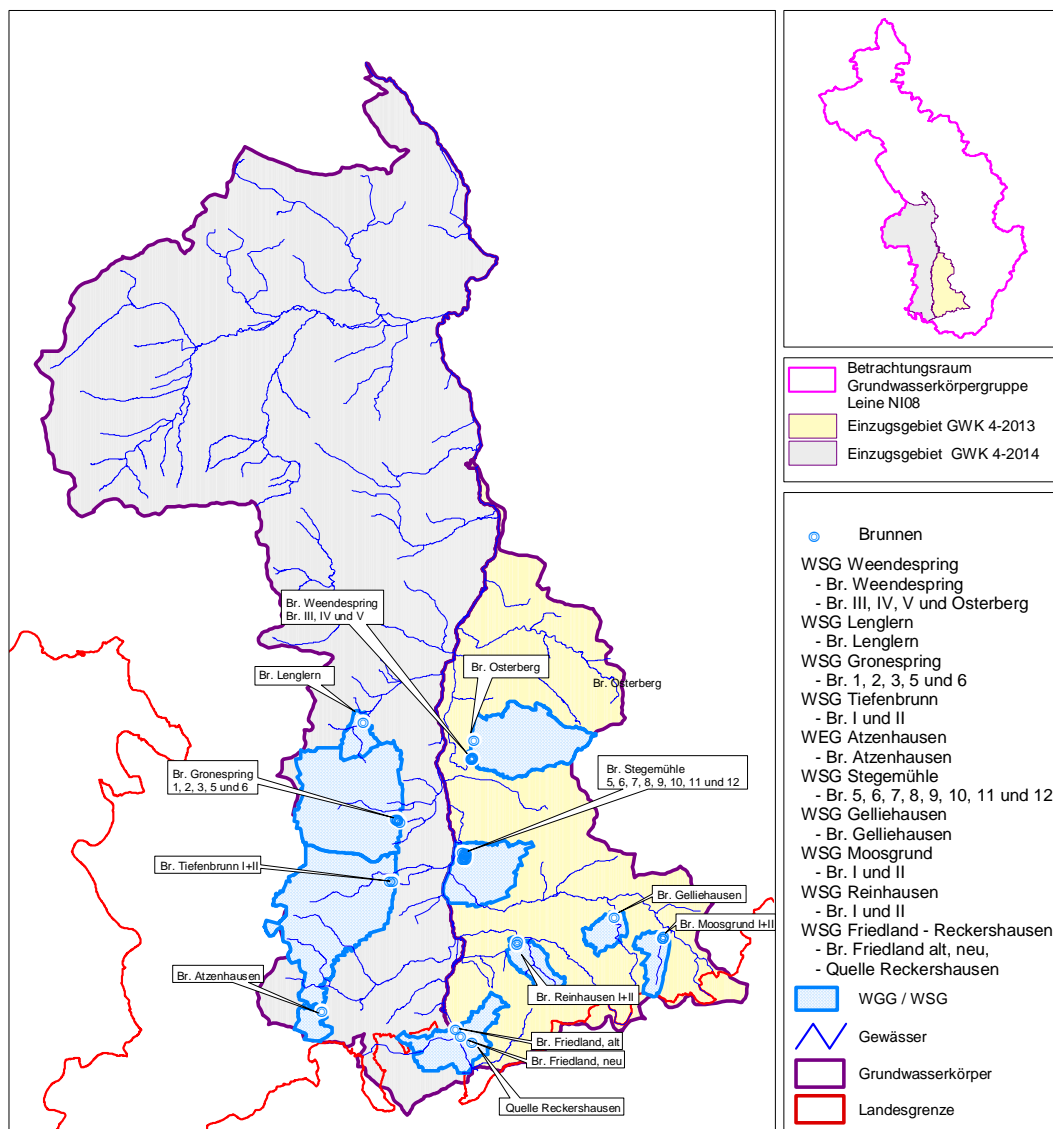 Br. Weendespring
Br. III, IV und V
Br. Osterberg
Br. Osterberg
Br. Lenglern
Br. Gronespring
1, 2, 3, 5 und 6
Br. Stegemühle
5, 6, 7, 8, 9, 10, 11 und 12
Br. Tiefenbrunn I+II
Br. Gelliehausen
Br. Moosgrund I+II
Br. Atzenhausen
Br. Reinhausen I+II
Br. Friedland, alt
Br. Friedland, neu
Quelle Reckershausen
Betrachtungsraum
Grundwasserkörpergruppe
Leine NI08
Einzugsgebiet GWK 4-2013
Einzugsgebiet GWK 4-2014
Brunnen
WSG Weendespring
- Br. Weendespring
- Br. III, IV, V und Osterberg
WSG Lenglern
- Br. Lenglern
WSG Gronespring
- Br. 1, 2, 3, 5 und 6
WSG Tiefenbrunn
- Br. I und II
WEG Atzenhausen
- Br. Atzenhausen
WSG Stegemühle
- Br. 5, 6, 7, 8, 9, 10, 11 und 12
WSG Gelliehausen
- Br. Gelliehausen
WSG Moosgrund
- Br. I und II
WSG Reinhausen
- Br. I und II
WSG Friedland - Reckershausen
- Br. Friedland alt, neu,
- Quelle Reckershausen
WGG / WSG
Gewässer
Grundwasserkörper
Landesgrenze